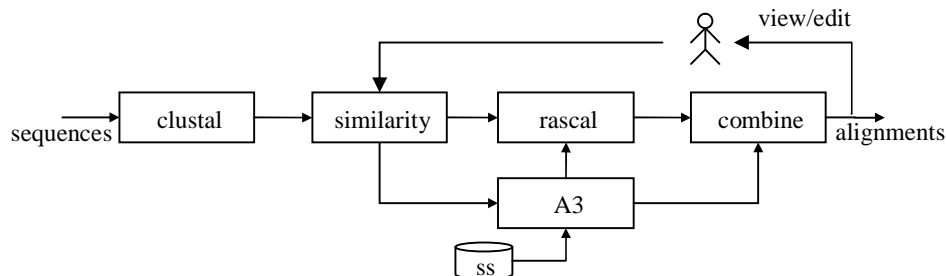 view/edit
sequences
clustal
similarity
rascal
combine
alignments
A3
ss